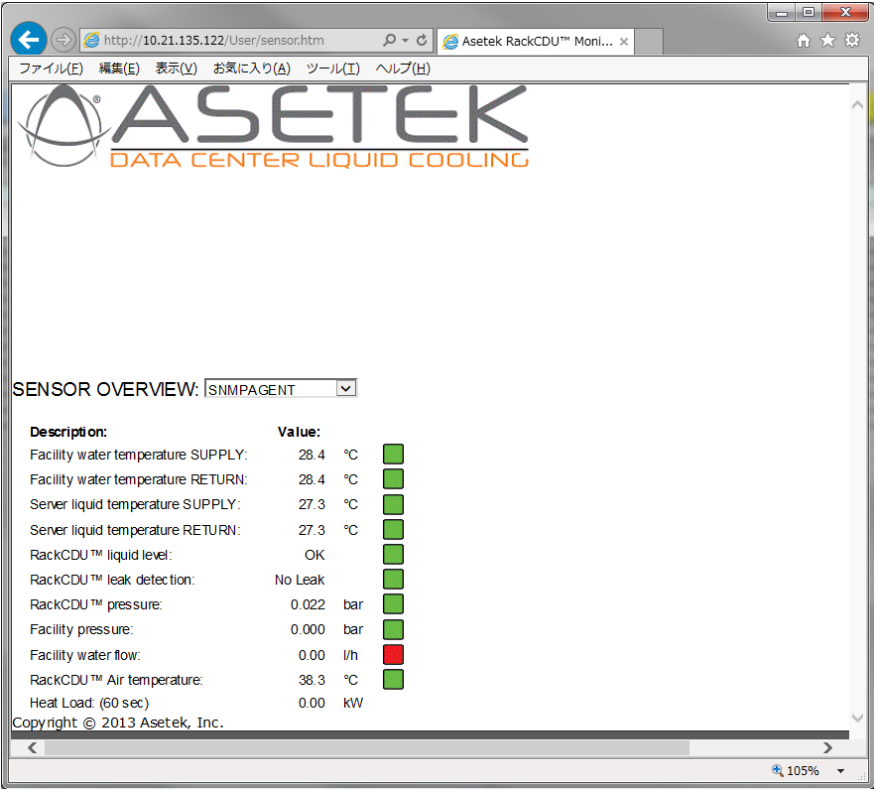 http://10.21.135.122/User/sensor.htm
Asetek RackCDU™ Moni...
ファイル(F) 編集(E) 表示(V) お気に入り(A) ツール(T) ヘルプ(H)
ASETEK
®
DATA CENTER LIQUID COOLING
SENSOR OVERVIEW: SNMPAGENT
Description: Value:
Facility water temperature SUPPLY: 28.4 °C
Facility water temperature RETURN: 28.4 °C
Server liquid temperature SUPPLY: 27.3 °C
Server liquid temperature RETURN: 27.3 °C
RackCDU™ liquid level: OK
RackCDU™ leak detection: No Leak
RackCDU™ pressure: 0.022 bar
Facility pressure: 0.000 bar
Facility water flow: 0.00 l/h
RackCDU™ Air temperature: 38.3 °C
Heat Load: (60 sec) 0.00 kW
Copyright © 2013 Asetek, Inc.
105%